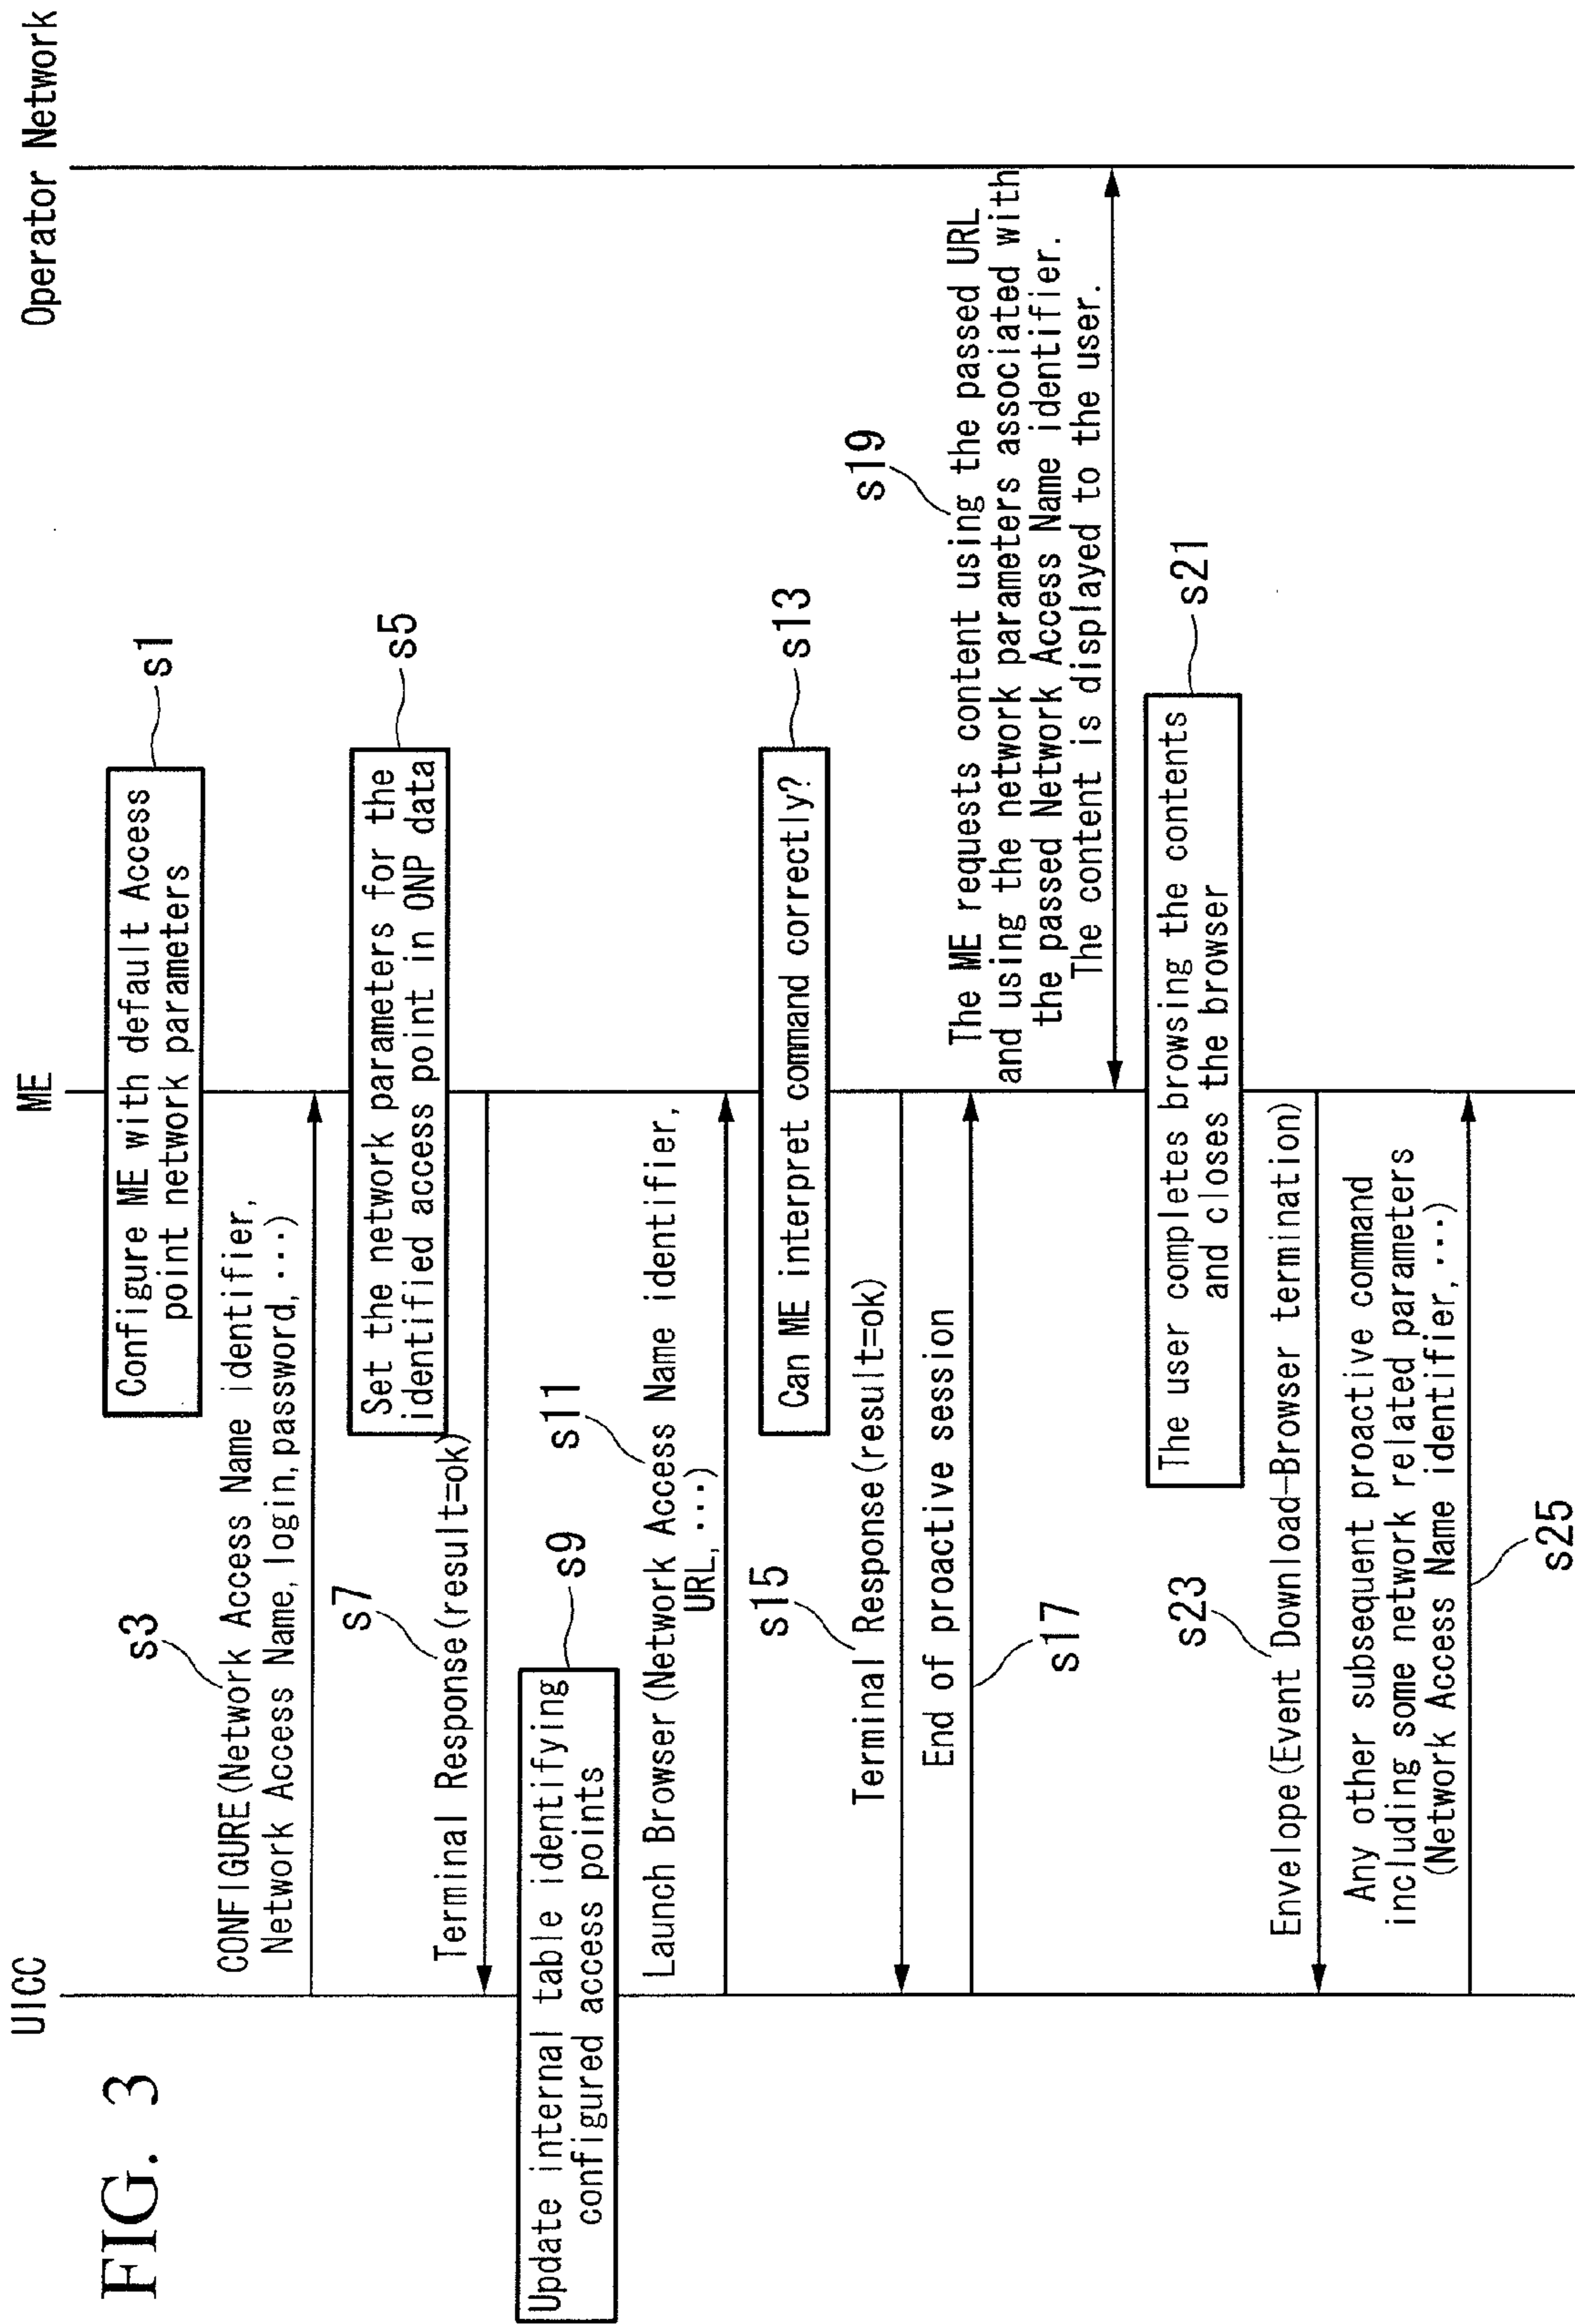 FIG. 3
UICC
ME
Operator Network
Configure ME with default Access
point network parameters
s1
s3
CONFIGURE(Network Access Name identifier,
Network Access Name, login, password, ···)
Set the network parameters for the
identified access point in ONP data
s5
s7
Terminal Response(result=ok)
Update internal table identifying
configured access points
s9
s11
Launch Browser(Network Access Name identifier,
URL, ···)
Can ME interpret command correctly?
s13
s15
Terminal Response(result=ok)
End of proactive session
s17
s19
The ME requests content using the passed URL
and using the network parameters associated with
the passed Network Access Name identifier.
The content is displayed to the user.
The user completes browsing the contents
and closes the browser
s21
s23
Envelope(Event Download-Browser termination)
Any other subsequent proactive command
including some network related parameters
(Network Access Name identifier, ···)
s25